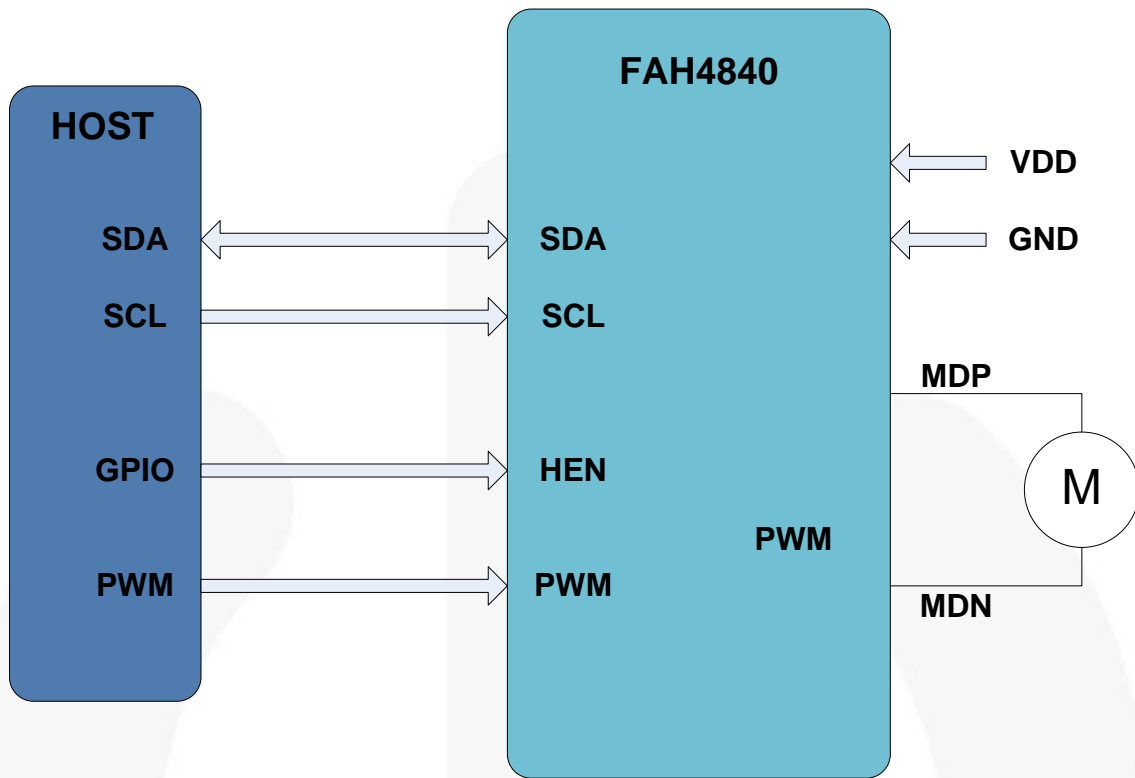 FAH4840
HOST
VDD
SDA
SDA
GND
SCL
SCL
MDP
GPIO
HEN
M
PWM
PWM
PWM
MDN